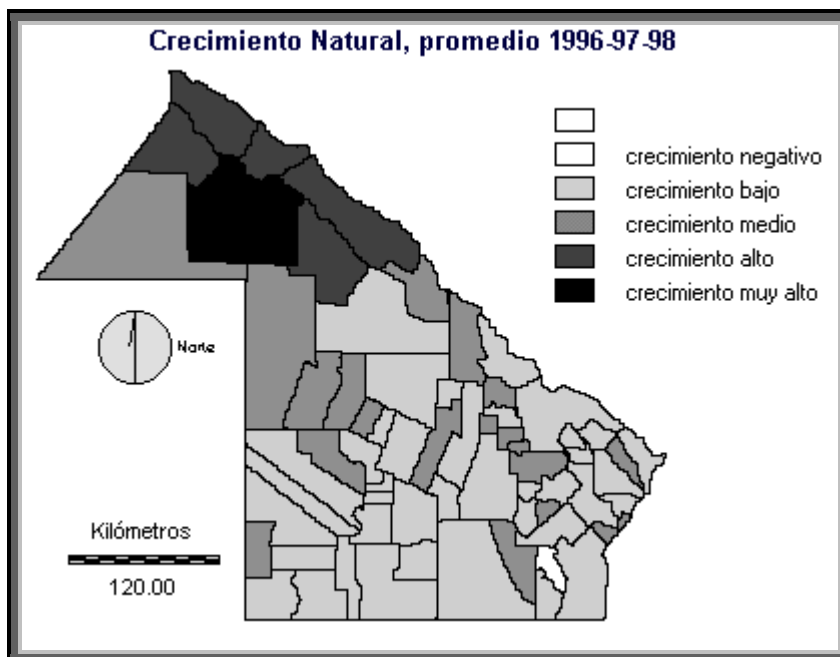 Crecimiento Natural, promedio 1996-97-98
crecimiento negativo
crecimiento bajo
crecimiento medio
crecimiento alto
crecimiento muy alto
Norte
Kilómetros
120.00